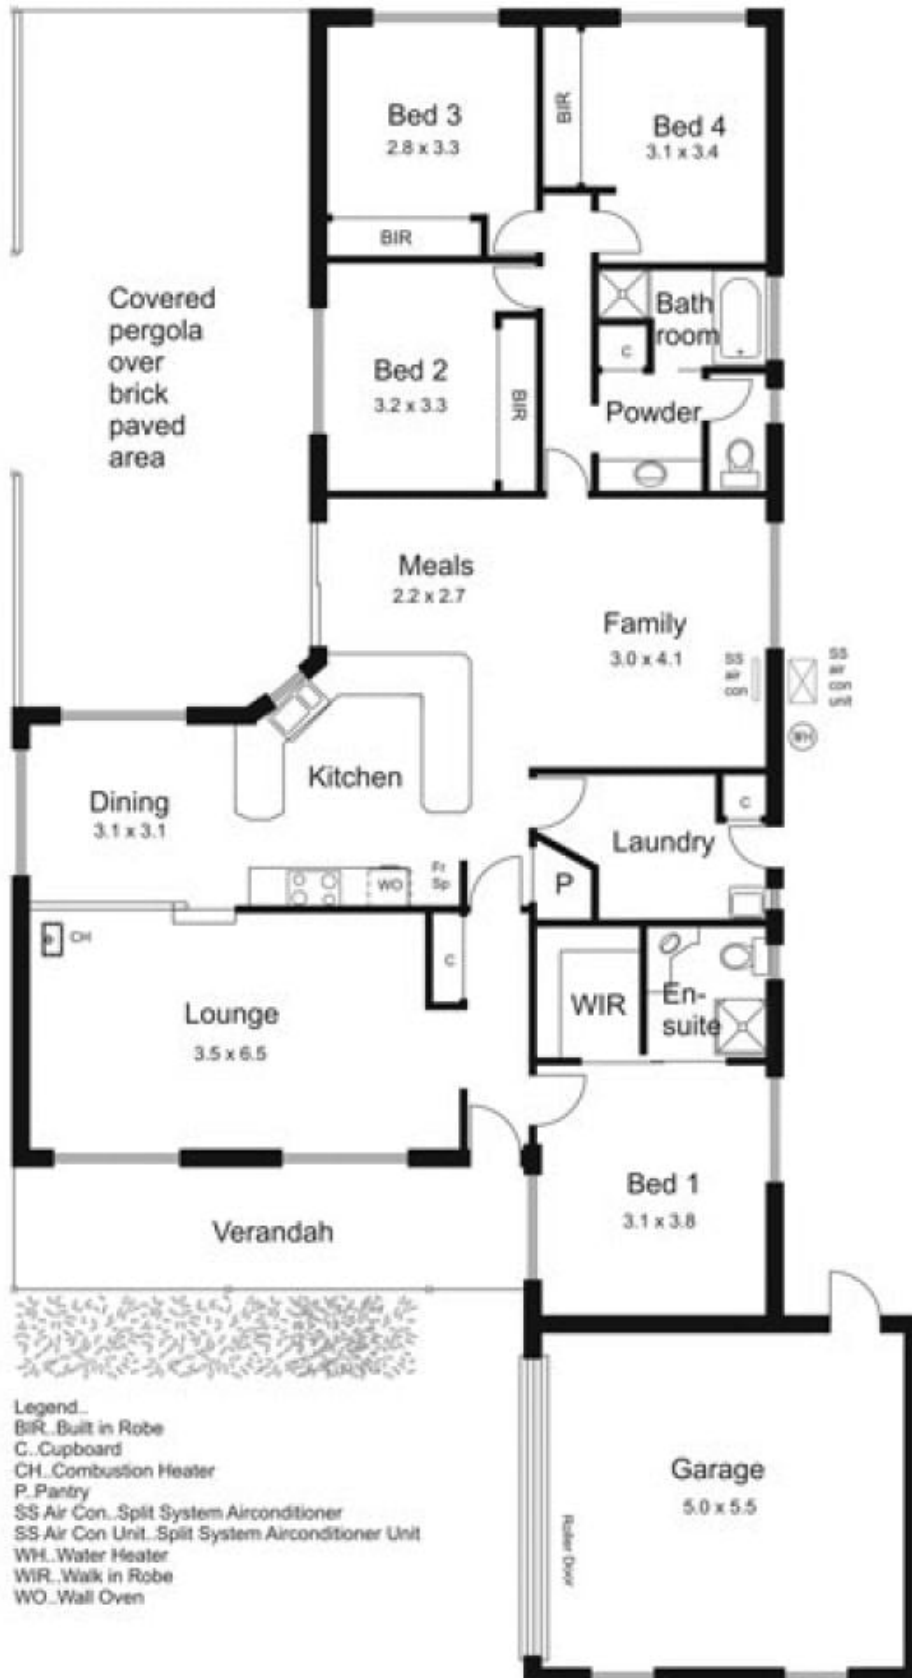 Bed 3
2.8 x 3.3
BIR
BIR
Bed 4
3.1 x 3.4
Covered
pergola
over
brick
paved
area
Bed 2
3.2 x 3.3
BIR
Bath
room
C
Powder
Meals
2.2 x 2.7
Family
3.0 x 4.1
SS
air
con
SS
air
con
unit
WH
Kitchen
Dining
3.1 x 3.1
WO
Fr
Sp
Laundry
C
P
CH
C
Lounge
3.5 x 6.5
WIR
En-
suite
Bed 1
3.1 x 3.8
Verandah
Legend..
BIR..Built in Robe
C..Cupboard
CH..Combustion Heater
P..Pantry
SS Air Con..Split System Airconditioner
SS Air Con Unit..Split System Airconditioner Unit
WH..Water Heater
WIR..Walk in Robe
WO..Wall Oven
Garage
5.0 x 5.5
Roller Door